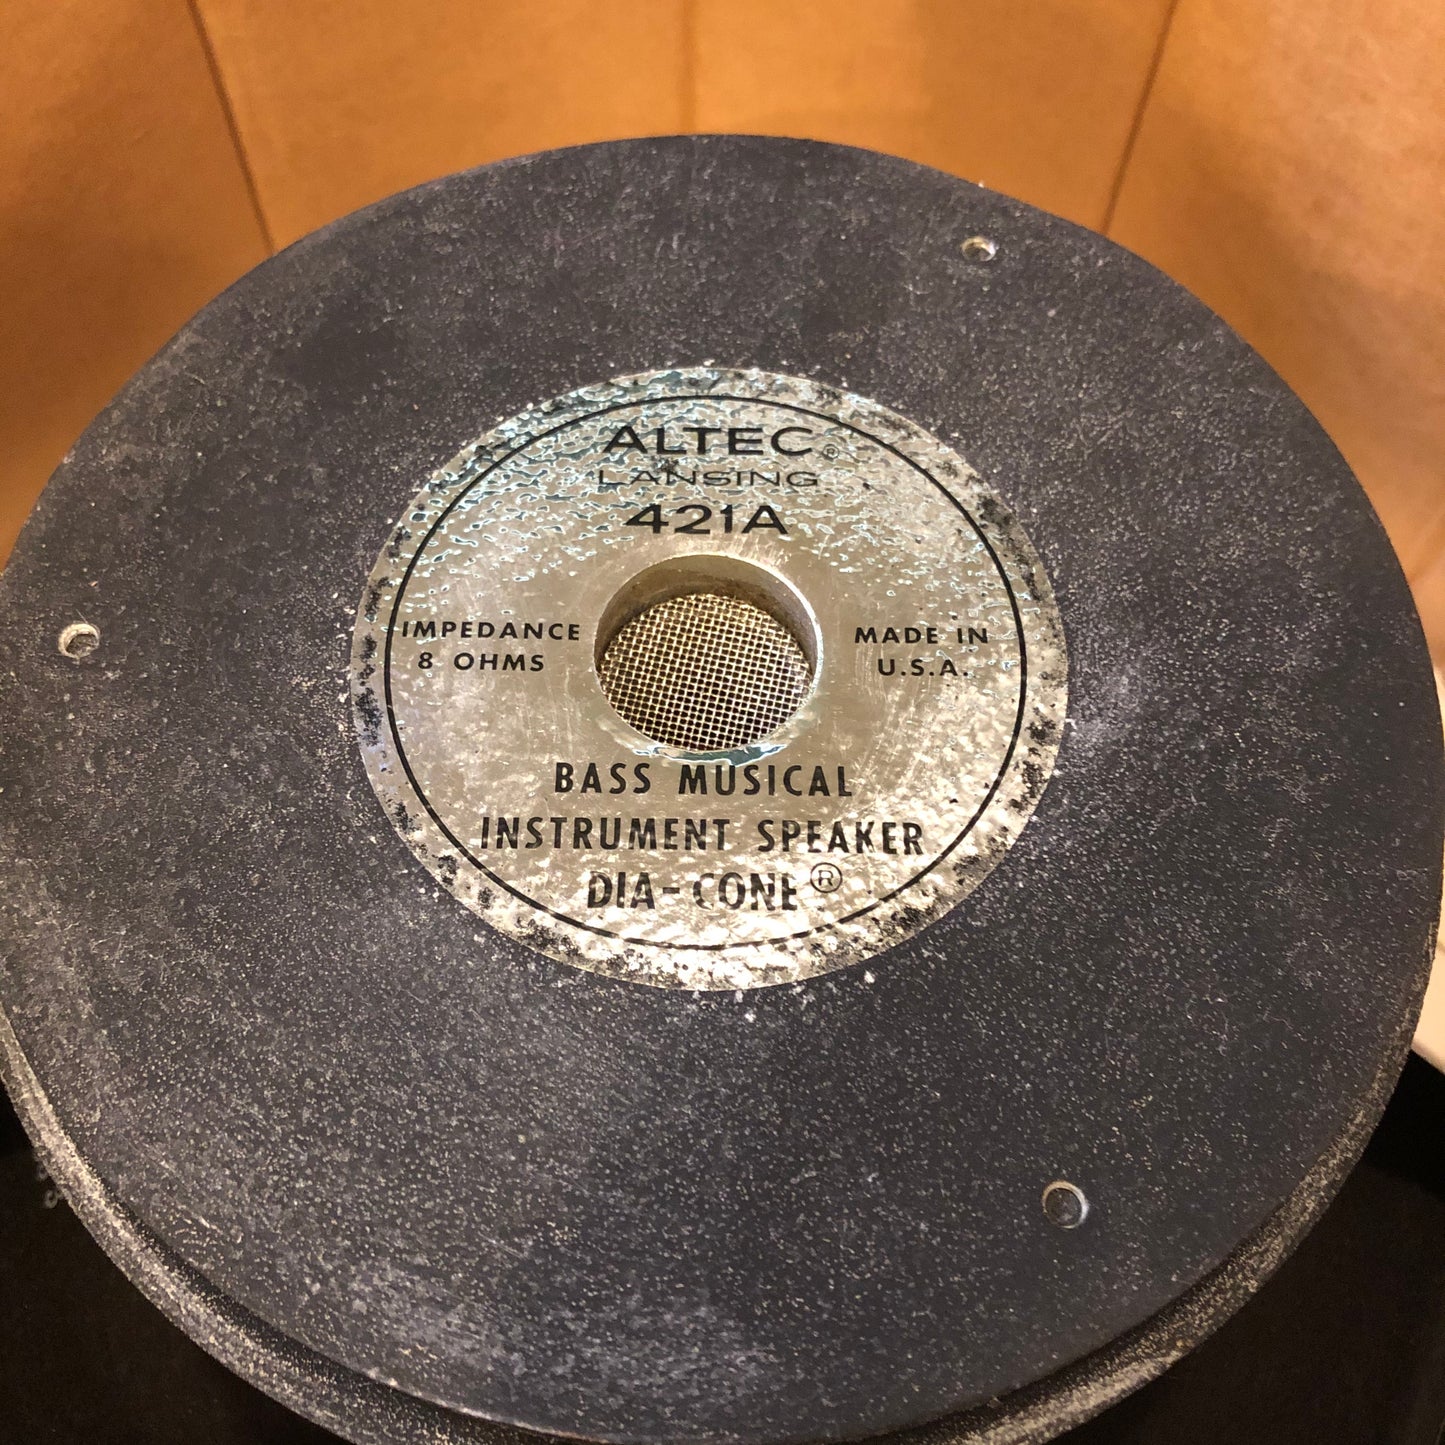 ALTEC®
LANSING
421A
IMPEDANCE
8 OHMS
MADE IN
U.S.A.
BASS MUSICAL
INSTRUMENT SPEAKER
DIA-CONE®